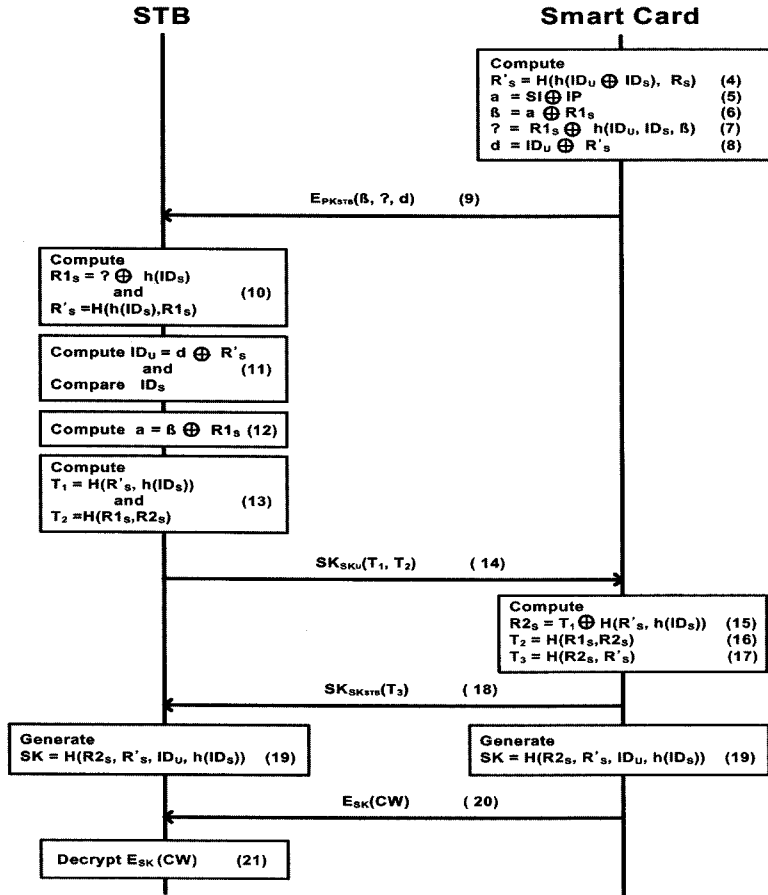 STB
Smart Card
Compute
R's = H(h(IDU ⊕ IDs), Rs) (4)
a = SI ⊕ IP (5)
ß = a ⊕ R1s (6)
? = R1s ⊕ h(IDU, IDs, ß) (7)
d = IDU ⊕ R's (8)
EPKSTB(ß, ?, d) (9)
Compute
R1s = ? ⊕ h(IDs)
and (10)
R's =H(h(IDs),R1s)
Compute IDU = d ⊕ R's
and (11)
Compare IDs
Compute a = ß ⊕ R1s (12)
Compute
T1 = H(R's, h(IDs))
and (13)
T2 =H(R1s,R2s)
SKSKU(T1, T2) ( 14)
Compute
R2s = T1 ⊕ H(R's, h(IDs)) (15)
T2 = H(R1s,R2s) (16)
T3 = H(R2s, R's) (17)
SKSKSTB(T3) ( 18)
Generate
SK = H(R2s, R's, IDU, h(IDs)) (19)
Generate
SK = H(R2s, R's, IDU, h(IDs)) (19)
ESK(CW) ( 20)
Decrypt ESK (CW) (21)